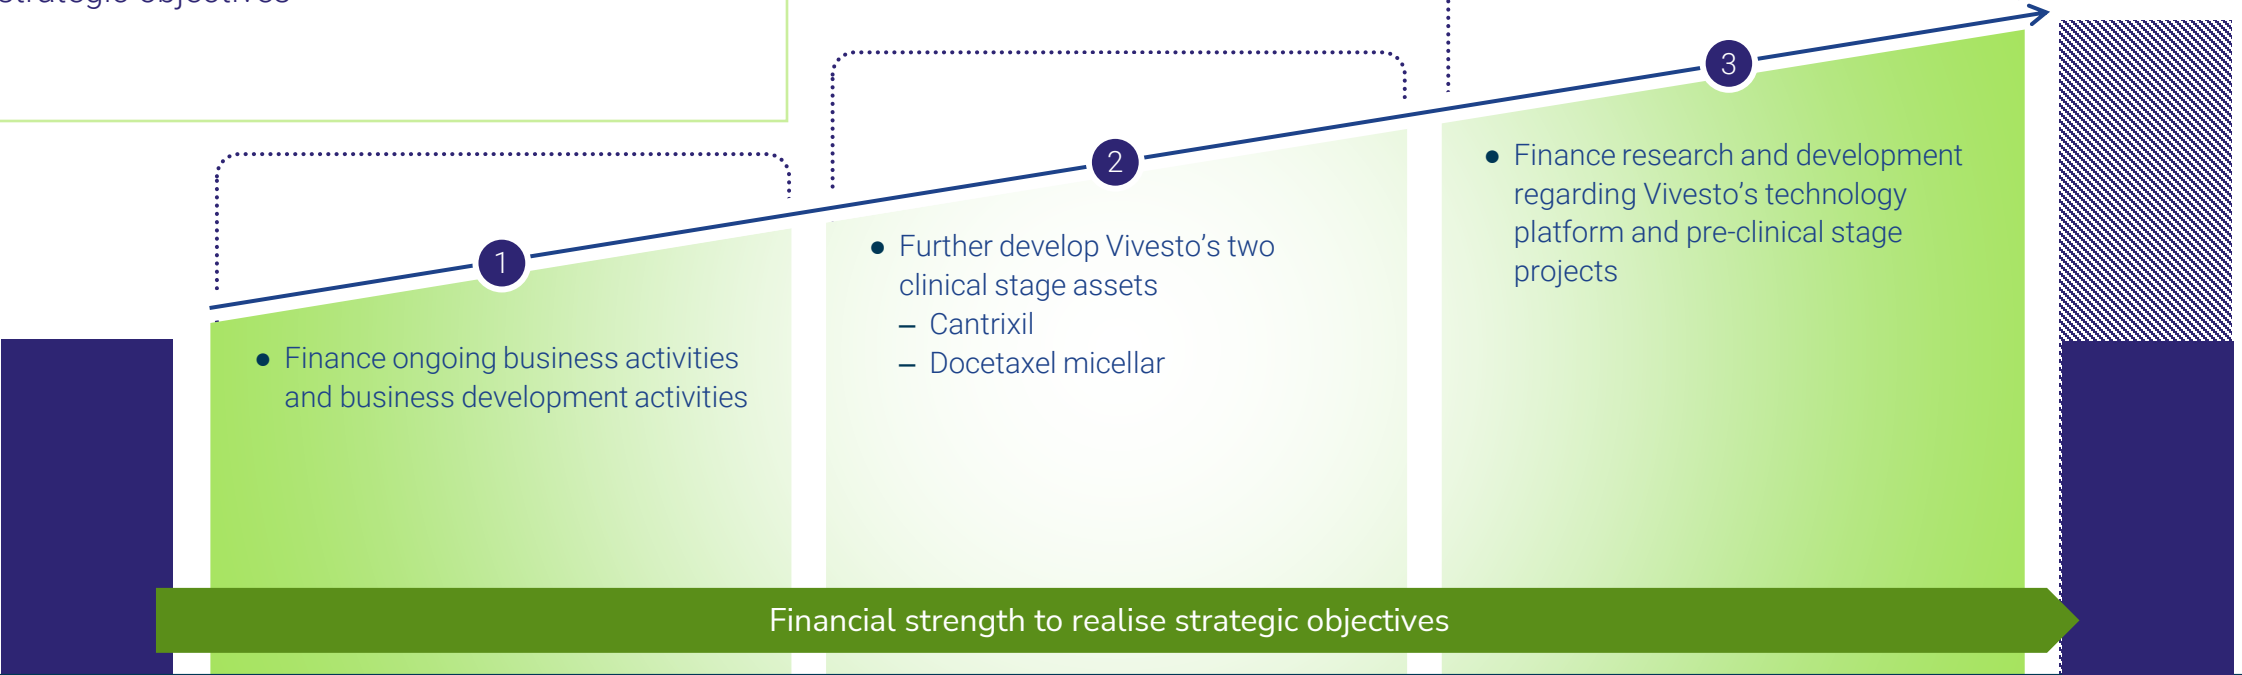 strategic objectives
1
● Finance ongoing business activities
and business development activities
2
● Further develop Vivesto's two
clinical stage assets
– Cantrixil
– Docetaxel micellar
3
● Finance research and development
regarding Vivesto's technology
platform and pre-clinical stage
projects
Financial strength to realise strategic objectives